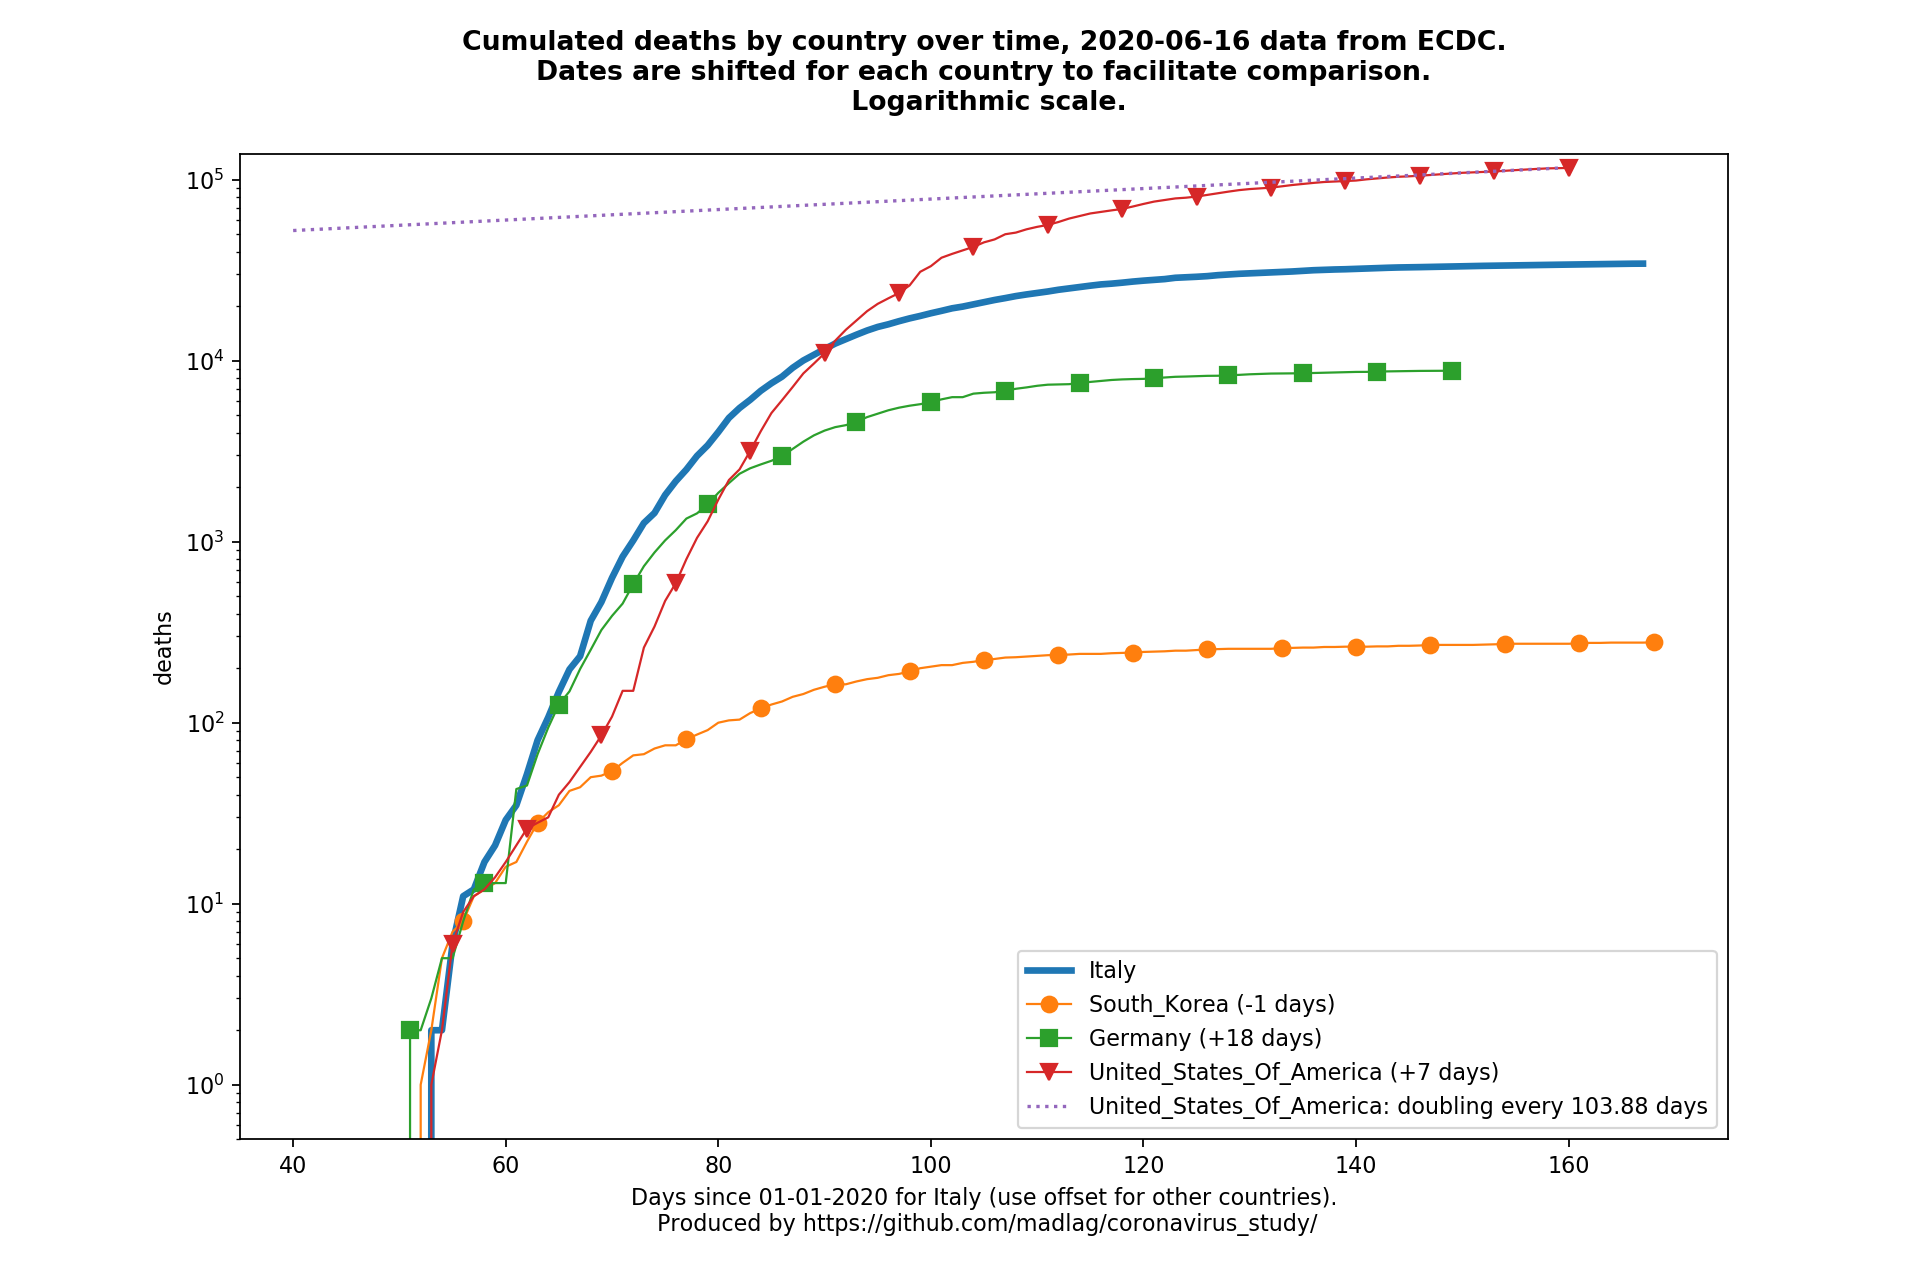 Cumulated deaths by country over time, 2020-06-16 data from ECDC.
Dates are shifted for each country to facilitate comparison.
Logarithmic scale.
10^5
10^4
10^3
10^2
10^1
10^0
deaths
Italy
South_Korea (-1 days)
Germany (+18 days)
United_States_Of_America (+7 days)
United_States_Of_America: doubling every 103.88 days
40 60 80 100 120 140 160
Days since 01-01-2020 for Italy (use offset for other countries).
Produced by https://github.com/madlag/coronavirus_study/